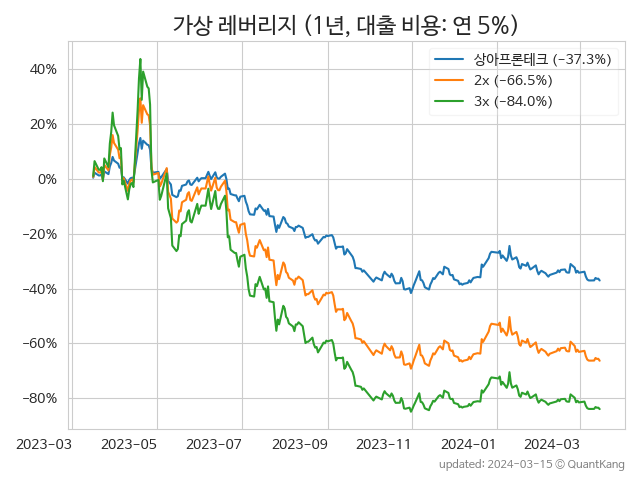 가상 레버리지 (1년, 대출 비용: 연 5%)
상아프론테크 (-37.3%)
2x (-66.5%)
3x (-84.0%)
40%
20%
0%
−20%
−40%
−60%
−80%
2023-03 2023-05 2023-07 2023-09 2023-11 2024-01 2024-03
updated: 2024-03-15 © QuantKang